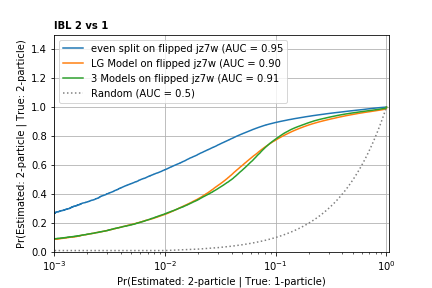 IBL 2 vs 1
Pr(Estimated: 2-particle | True: 2-particle)
1.4
1.2
1.0
0.8
0.6
0.4
0.2
0.0
even split on flipped jz7w (AUC = 0.95
LG Model on flipped jz7w (AUC = 0.90
3 Models on flipped jz7w (AUC = 0.91
Random (AUC = 0.5)
10⁻³ 10⁻² 10⁻¹ 10⁰
Pr(Estimated: 2-particle | True: 1-particle)